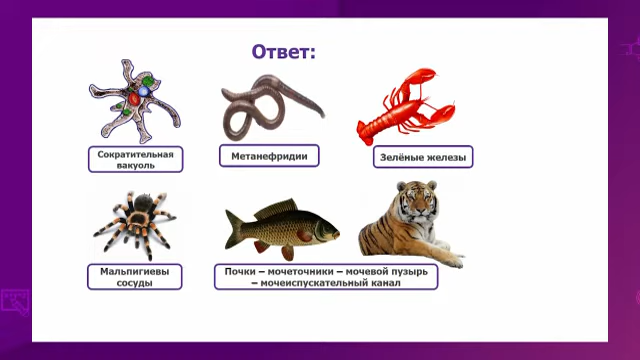 Ответ:
Сократительная
вакуоль
Метанефридии
Зелёные железы
Мальпигиевы
сосуды
Почки – мочеточники – мочевой пузырь
– мочеиспускательный канал